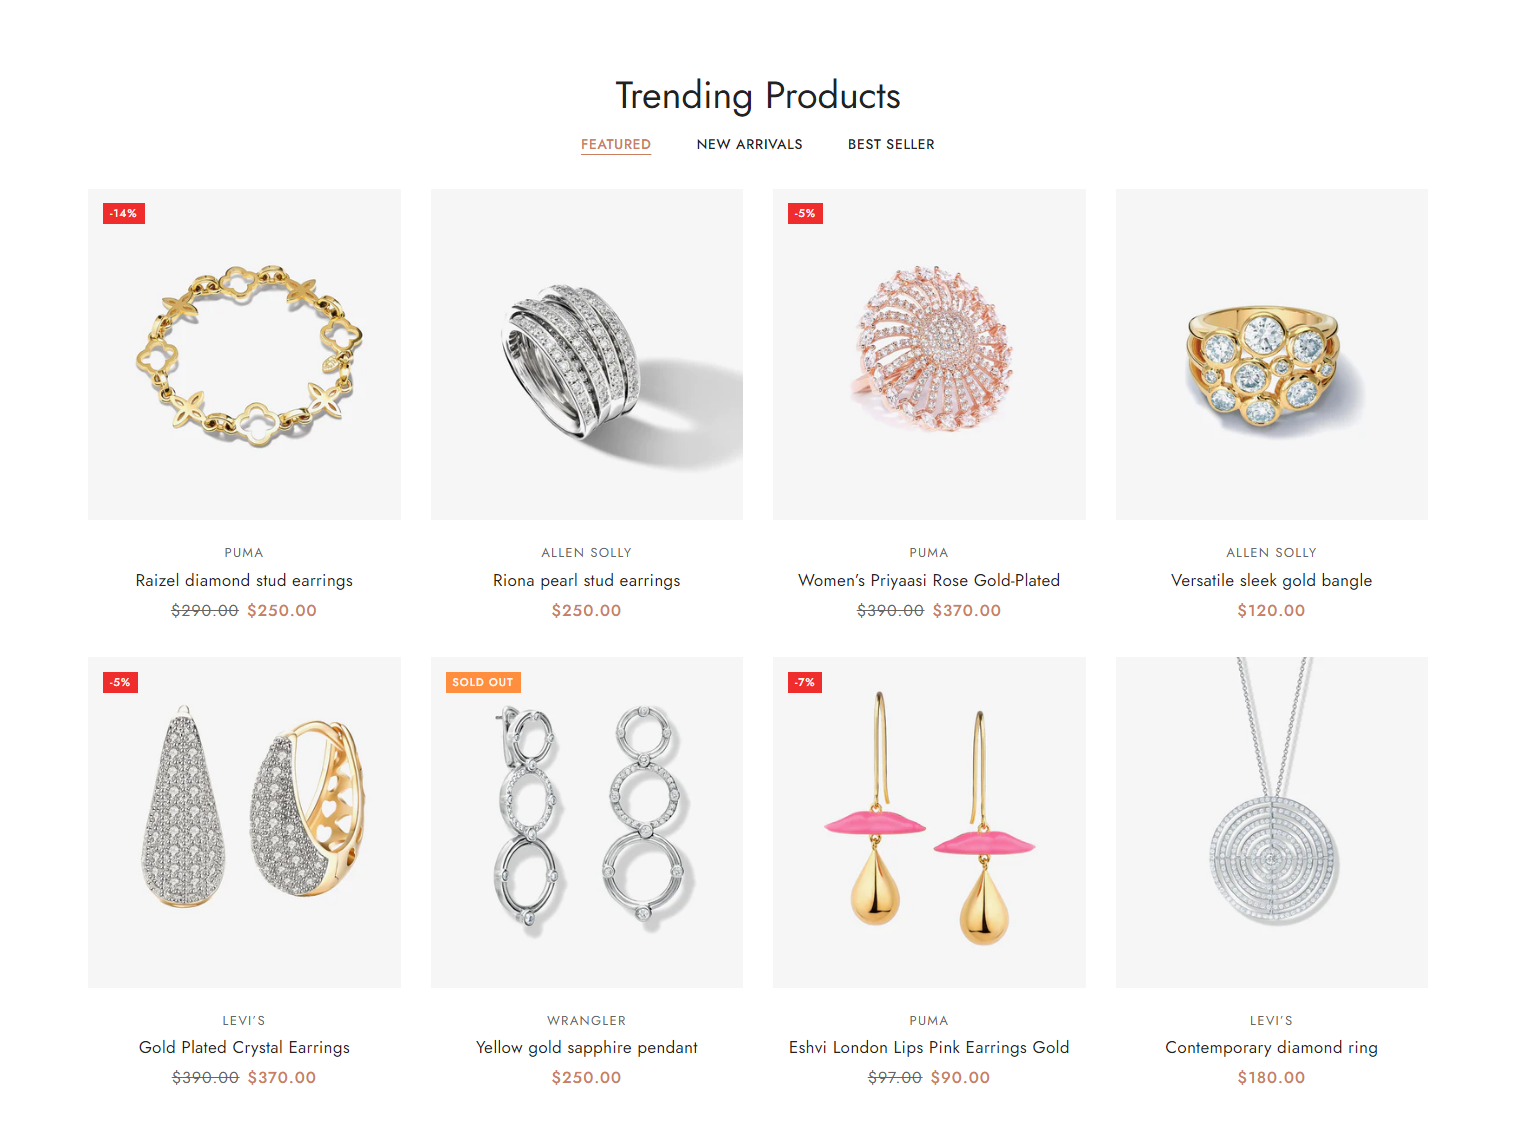 Trending Products
FEATURED NEW ARRIVALS BEST SELLER
-14%
PUMA
Raizel diamond stud earrings
$290.00 $250.00
ALLEN SOLLY
Riona pearl stud earrings
$250.00
-5%
PUMA
Women's Priyaasi Rose Gold-Plated
$390.00 $370.00
ALLEN SOLLY
Versatile sleek gold bangle
$120.00
-5%
LEVI'S
Gold Plated Crystal Earrings
$390.00 $370.00
SOLD OUT
WRANGLER
Yellow gold sapphire pendant
$250.00
-7%
PUMA
Eshvi London Lips Pink Earrings Gold
$97.00 $90.00
LEVI'S
Contemporary diamond ring
$180.00